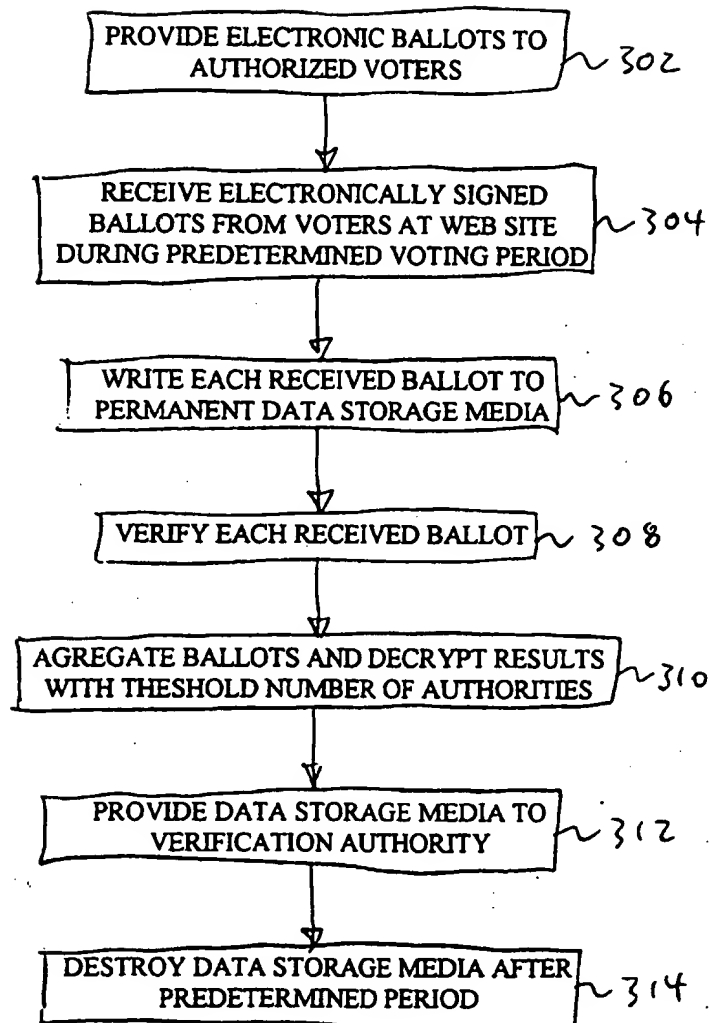 PROVIDE ELECTRONIC BALLOTS TO
AUTHORIZED VOTERS
302
RECEIVE ELECTRONICALLY SIGNED
BALLOTS FROM VOTERS AT WEB SITE
DURING PREDETERMINED VOTING PERIOD
304
WRITE EACH RECEIVED BALLOT TO
PERMANENT DATA STORAGE MEDIA
306
VERIFY EACH RECEIVED BALLOT
308
AGREGATE BALLOTS AND DECRYPT RESULTS
WITH THESHOLD NUMBER OF AUTHORITIES
310
PROVIDE DATA STORAGE MEDIA TO
VERIFICATION AUTHORITY
312
DESTROY DATA STORAGE MEDIA AFTER
PREDETERMINED PERIOD
314